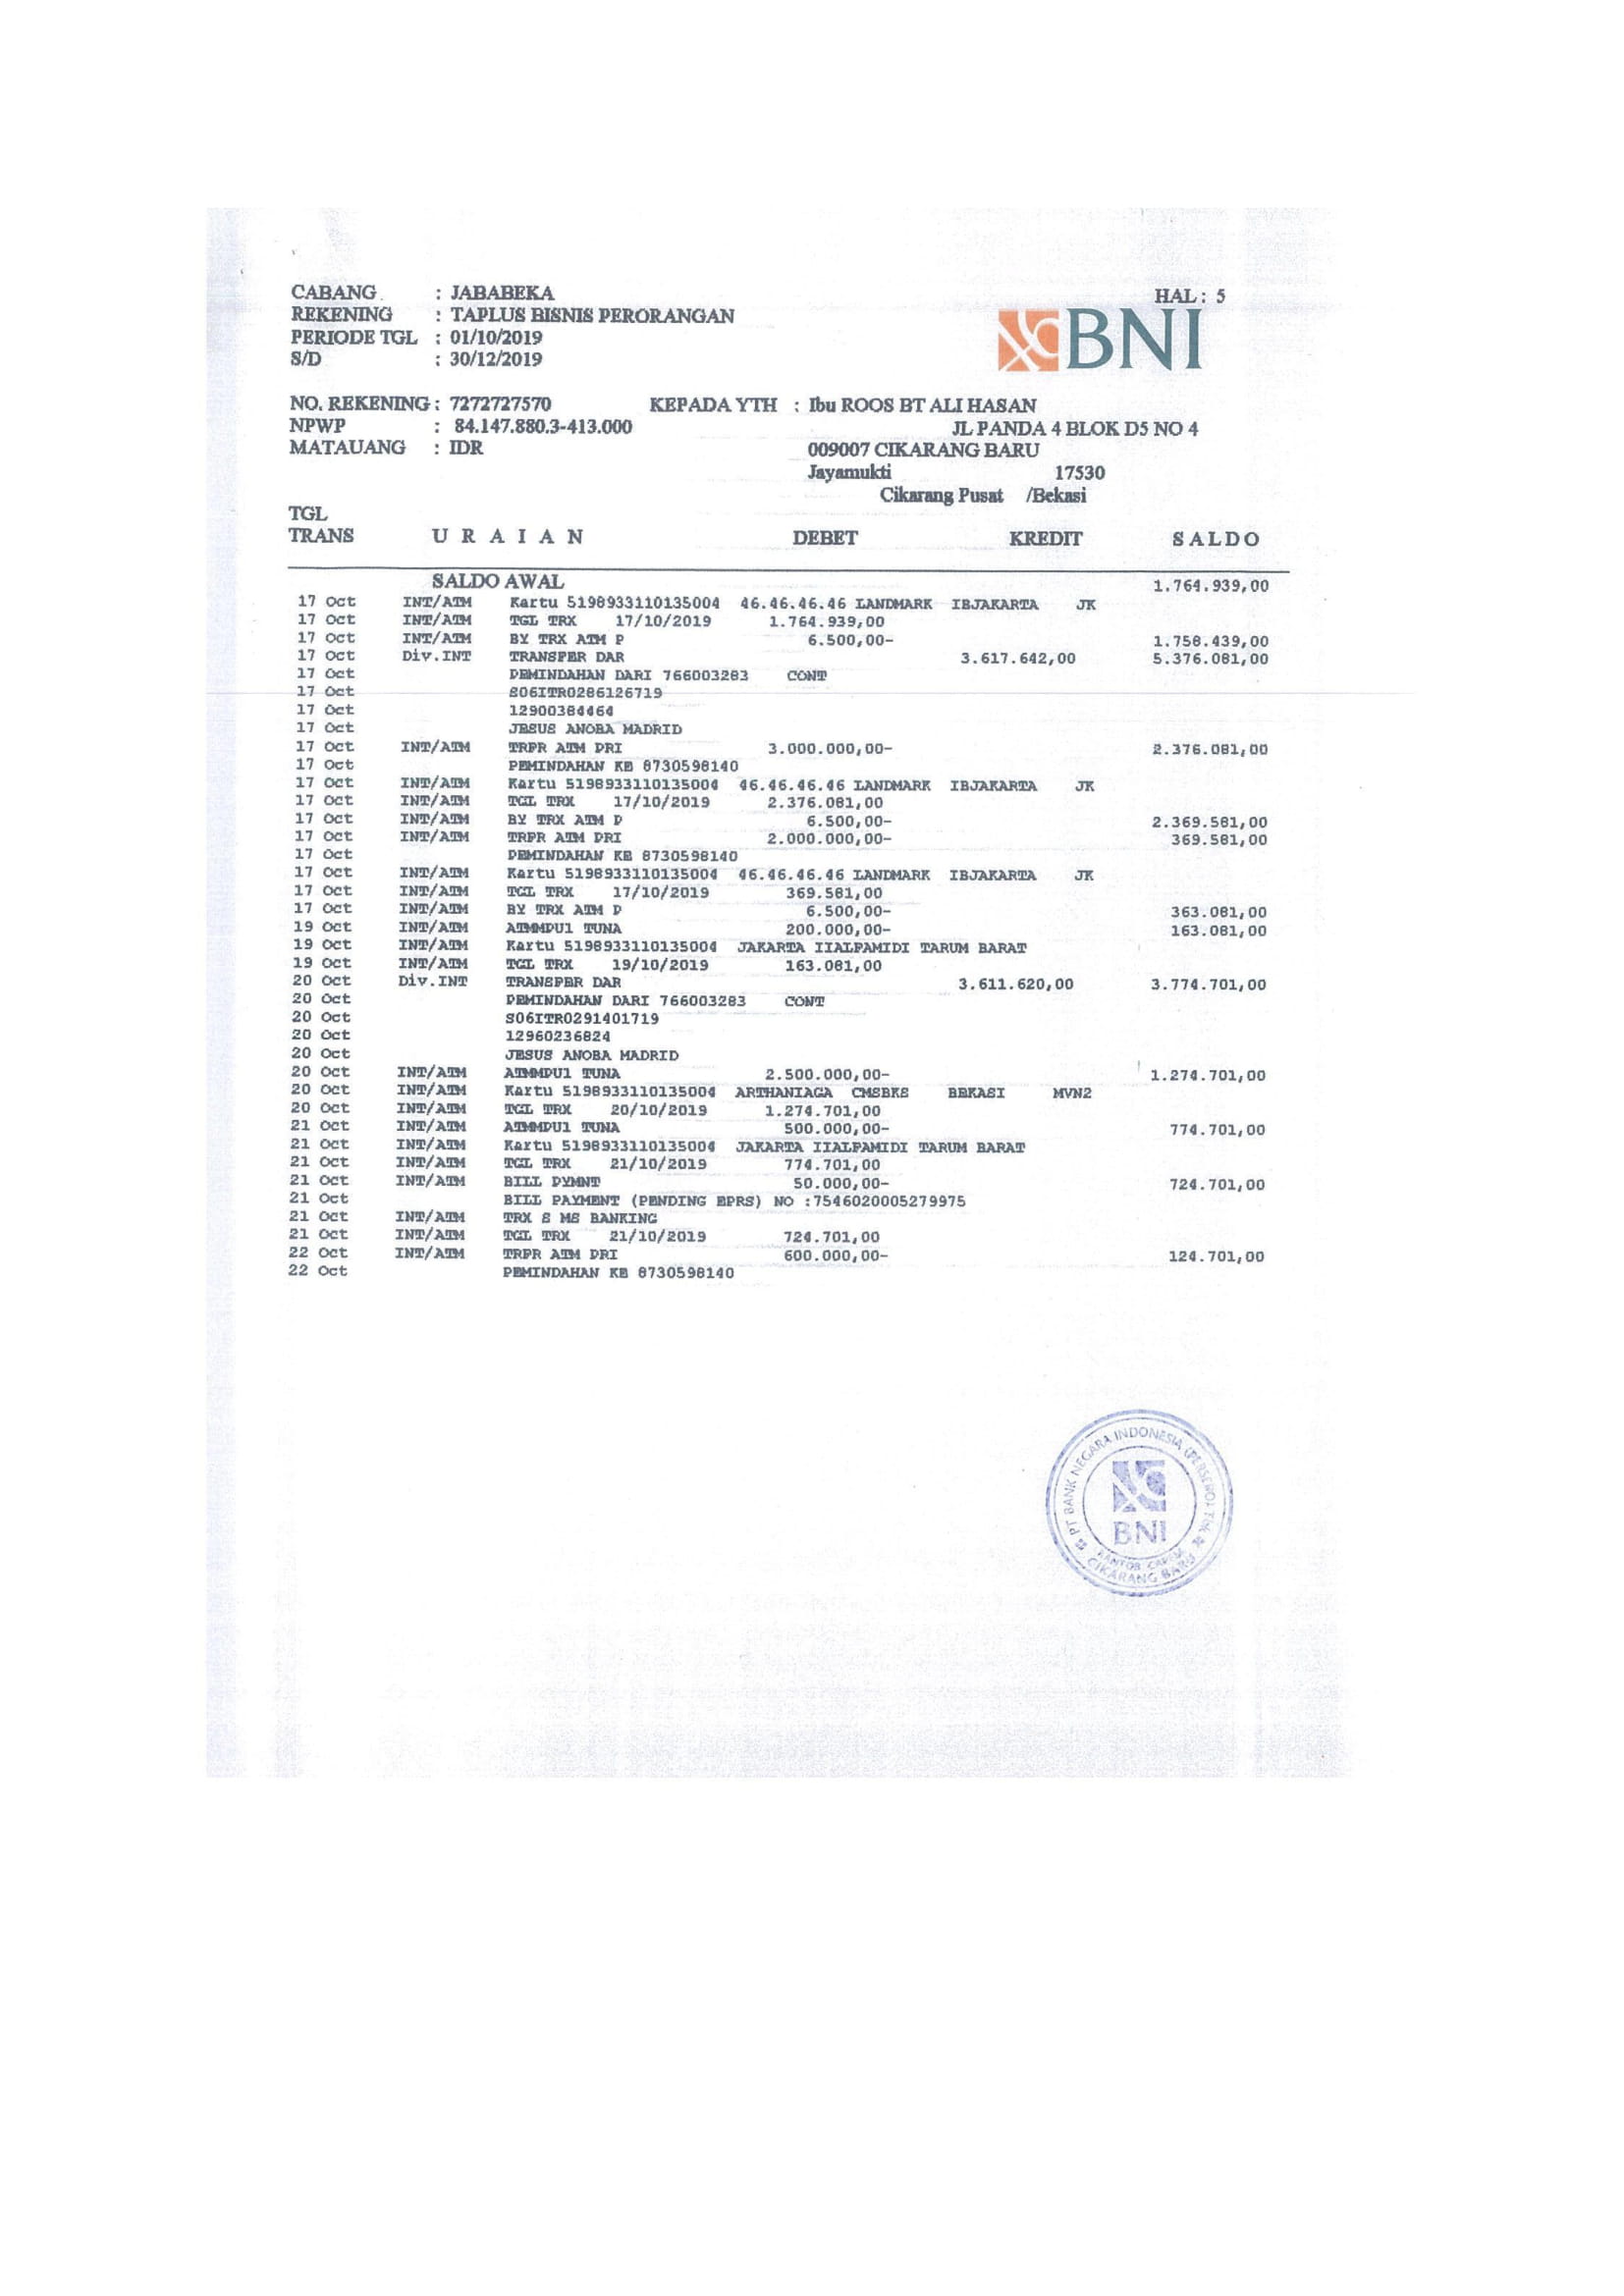 CABANG : JABABEKA HAL : 5
REKENING : TAPLUS BISNIS PERORANGAN
PERIODE TGL : 01/10/2019
S/D : 30/12/2019
BNI
NO. REKENING : 7272727570 KEPADA YTH : Ibu ROOS BT ALI HASAN
NPWP : 84.147.880.3-413.000 JL PANDA 4 BLOK D5 NO 4
MATAUANG : IDR 009007 CIKARANG BARU
Jayamukti 17530
Cikarang Pusat /Bekasi
TGL
TRANS U R A I A N DEBET KREDIT S A L D O
SALDO AWAL 1.764.939,00
17 Oct INT/ATM Kartu 5198933110135004 46.46.46.46 LANDMARK IBJAKARTA JK
17 Oct INT/ATM TGL TRX 17/10/2019 1.764.939,00
17 Oct INT/ATM BY TRX ATM P 6.500,00- 1.758.439,00
17 Oct Div.INT TRANSFER DAR 3.617.642,00 5.376.081,00
17 Oct PEMINDAHAN DARI 766003283 CONT
17 Oct S06ITR0286126719
17 Oct 12900384464
17 Oct JESUS ANOBA MADRID
17 Oct INT/ATM TRFR ATM PRI 3.000.000,00- 2.376.081,00
17 Oct PEMINDAHAN KE 8730598140
17 Oct INT/ATM Kartu 5198933110135004 46.46.46.46 LANDMARK IBJAKARTA JK
17 Oct INT/ATM TGL TRX 17/10/2019 2.376.081,00
17 Oct INT/ATM BY TRX ATM P 6.500,00- 2.369.581,00
17 Oct INT/ATM TRFR ATM PRI 2.000.000,00- 369.581,00
17 Oct PEMINDAHAN KE 8730598140
17 Oct INT/ATM Kartu 5198933110135004 46.46.46.46 LANDMARK IBJAKARTA JK
17 Oct INT/ATM TGL TRX 17/10/2019 369.581,00
17 Oct INT/ATM BY TRX ATM P 6.500,00- 363.081,00
19 Oct INT/ATM ATMMPU1 TUNA 200.000,00- 163.081,00
19 Oct INT/ATM Kartu 5198933110135004 JAKARTA IIALFAMIDI TARUM BARAT
19 Oct INT/ATM TGL TRX 19/10/2019 163.081,00
20 Oct Div.INT TRANSFER DAR 3.611.620,00 3.774.701,00
20 Oct PEMINDAHAN DARI 766003283 CONT
20 Oct S06ITR0291401719
20 Oct 12960236824
20 Oct JESUS ANOBA MADRID
20 Oct INT/ATM ATMMPU1 TUNA 2.500.000,00- 1.274.701,00
20 Oct INT/ATM Kartu 5198933110135004 ARTHANIAGA CMSBKS BEKASI MVN2
20 Oct INT/ATM TGL TRX 20/10/2019 1.274.701,00
21 Oct INT/ATM ATMMPU1 TUNA 500.000,00- 774.701,00
21 Oct INT/ATM Kartu 5198933110135004 JAKARTA IIALFAMIDI TARUM BARAT
21 Oct INT/ATM TGL TRX 21/10/2019 774.701,00
21 Oct INT/ATM BILL PYMNT 50.000,00- 724.701,00
21 Oct BILL PAYMENT (PENDING EPRS) NO :7546020005279975
21 Oct INT/ATM TRX S MS BANKING
21 Oct INT/ATM TGL TRX 21/10/2019 724.701,00
22 Oct INT/ATM TRFR ATM PRI 600.000,00- 124.701,00
22 Oct PEMINDAHAN KE 8730598140
PT BANK NEGARA INDONESIA (PERSERO) Tbk
BNI
KANTOR CAPEM
CIKARANG BARU